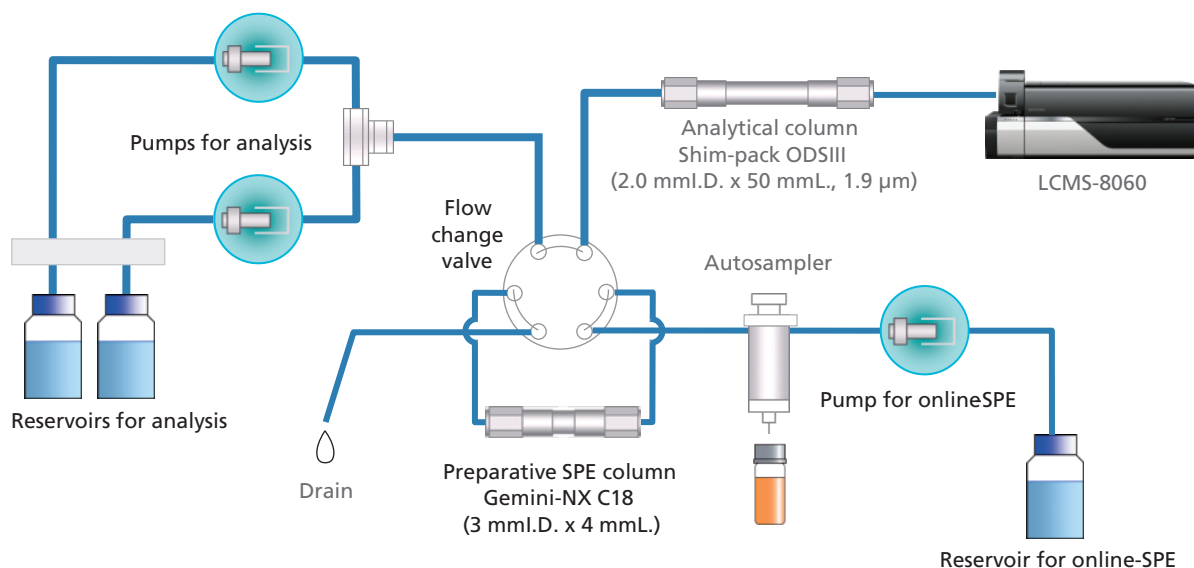 Pumps for analysis
Analytical column
Shim-pack ODSIII
(2.0 mmI.D. x 50 mmL., 1.9 μm)
LCMS-8060
Flow
change
valve
Autosampler
Reservoirs for analysis
Pump for onlineSPE
Drain
Preparative SPE column
Gemini-NX C18
(3 mmI.D. x 4 mmL.)
Reservoir for online-SPE